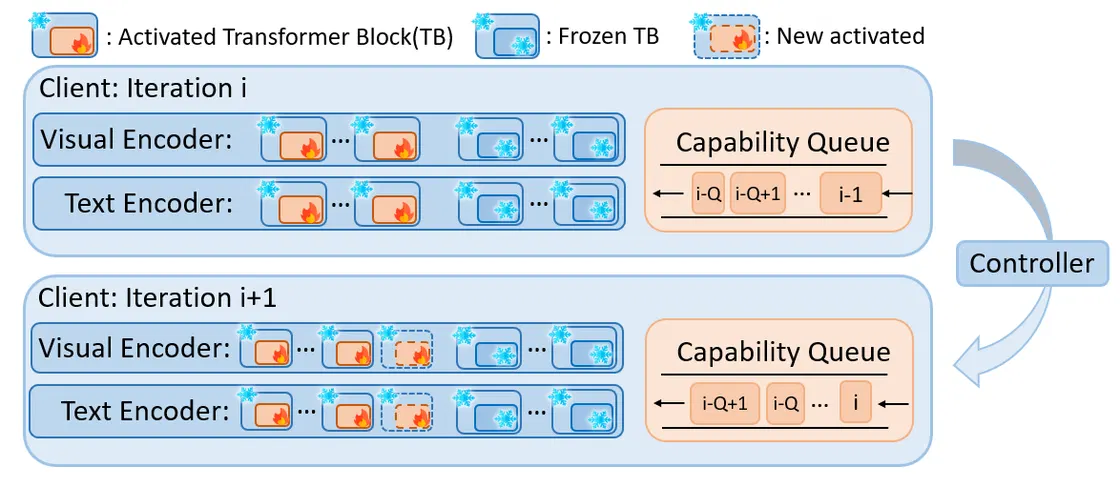 : Activated Transformer Block(TB) : Frozen TB : New activated
Client: Iteration i
Visual Encoder: ... ...
Text Encoder: ... ...
Capability Queue
i-Q i-Q+1 ... i-1
Controller
Client: Iteration i+1
Visual Encoder: ... ...
Text Encoder: ... ...
Capability Queue
i-Q+1 i-Q ... i